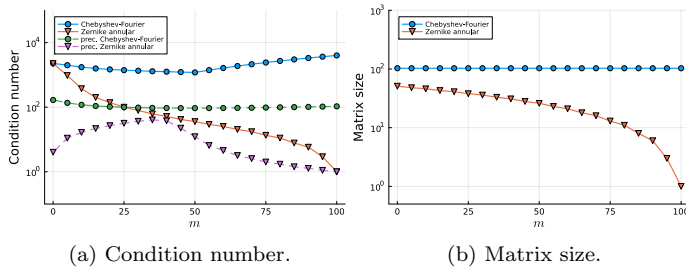 Chebyshev-Fourier
Zernike annular
prec. Chebyshev-Fourier
prec. Zernike annular
Condition number
10^4
10^2
10^0
0 25 50 75 100
m
(a) Condition number.
Chebyshev-Fourier
Zernike annular
Matrix size
10^3
10^2
10^1
10^0
0 25 50 75 100
m
(b) Matrix size.